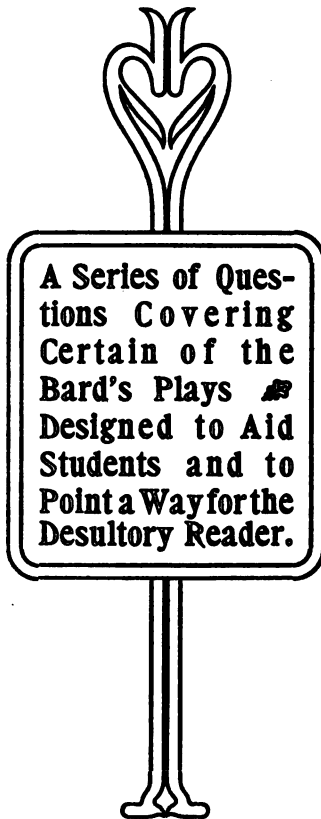 A Series of Ques-
tions Covering
Certain of the
Bard's Plays
Designed to Aid
Students and to
Point a Way for the
Desultory Reader.